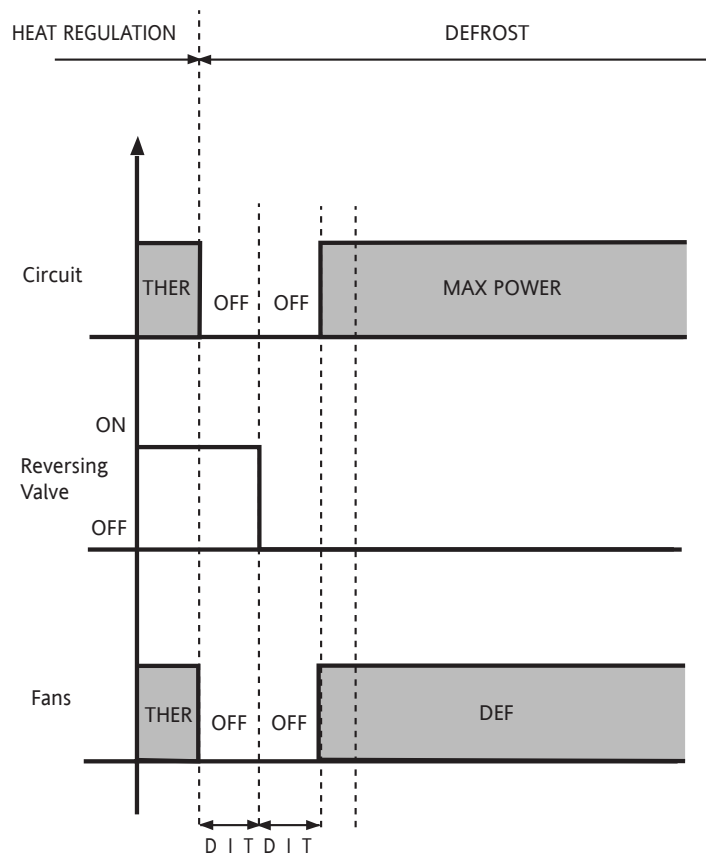 HEAT REGULATION
DEFROST
Circuit
THER
OFF
OFF
MAX POWER
ON
Reversing
Valve
OFF
Fans
THER
OFF
OFF
DEF
D I T
D I T